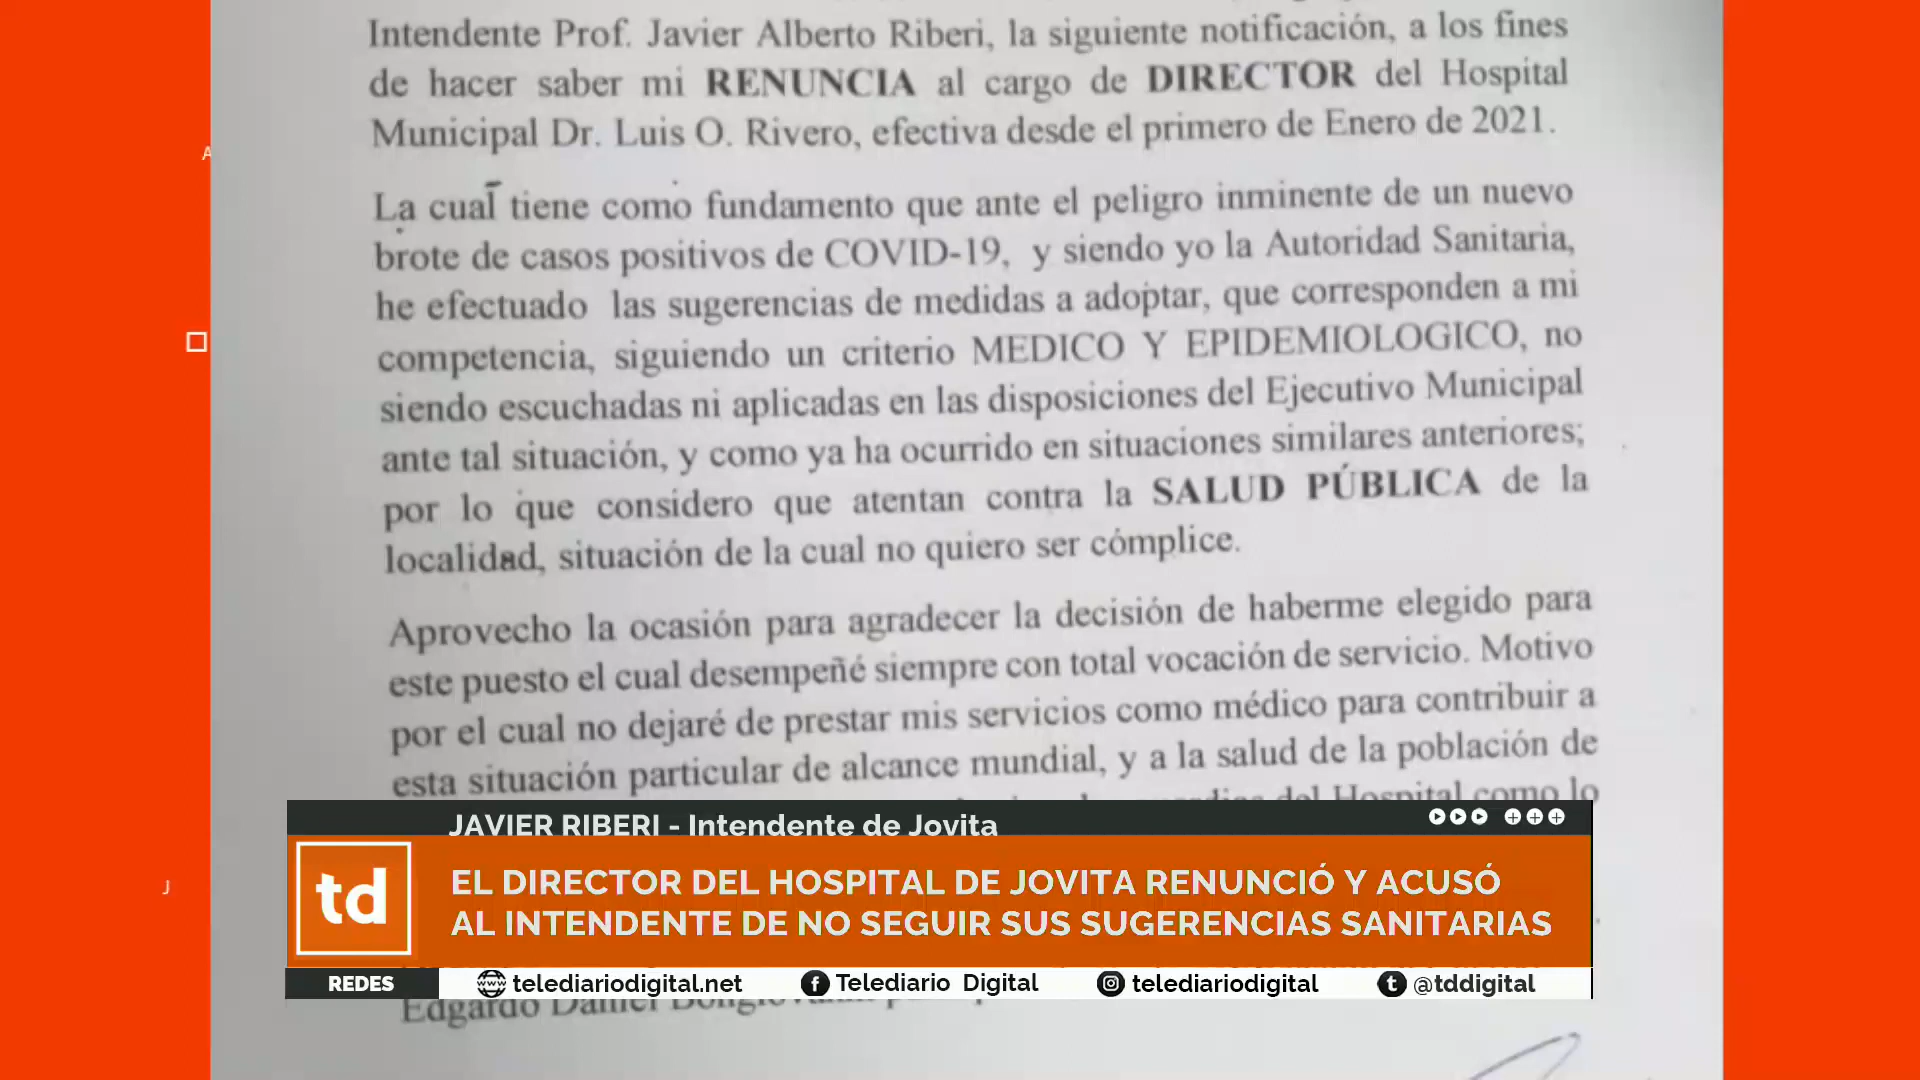 Intendente Prof. Javier Alberto Riberi, la siguiente notificación, a los fines
de hacer saber mi RENUNCIA al cargo de DIRECTOR del Hospital
Municipal Dr. Luis O. Rivero, efectiva desde el primero de Enero de 2021.
La cual tiene como fundamento que ante el peligro inminente de un nuevo
brote de casos positivos de COVID-19, y siendo yo la Autoridad Sanitaria,
he efectuado las sugerencias de medidas a adoptar, que corresponden a mi
competencia, siguiendo un criterio MEDICO Y EPIDEMIOLOGICO, no
siendo escuchadas ni aplicadas en las disposiciones del Ejecutivo Municipal
ante tal situación, y como ya ha ocurrido en situaciones similares anteriores;
por lo que considero que atentan contra la SALUD PÚBLICA de la
localidad, situación de la cual no quiero ser cómplice.
Aprovecho la ocasión para agradecer la decisión de haberme elegido para
este puesto el cual desempeñé siempre con total vocación de servicio. Motivo
por el cual no dejaré de prestar mis servicios como médico para contribuir a
esta situación particular de alcance mundial, y a la salud de la población de
del Hospital como lo
JAVIER RIBERI - Intendente de Jovita
td
EL DIRECTOR DEL HOSPITAL DE JOVITA RENUNCIÓ Y ACUSÓ
AL INTENDENTE DE NO SEGUIR SUS SUGERENCIAS SANITARIAS
REDES telediariodigital.net Telediario Digital telediariodigital @tddigital
Edgardo Daniel
A
J